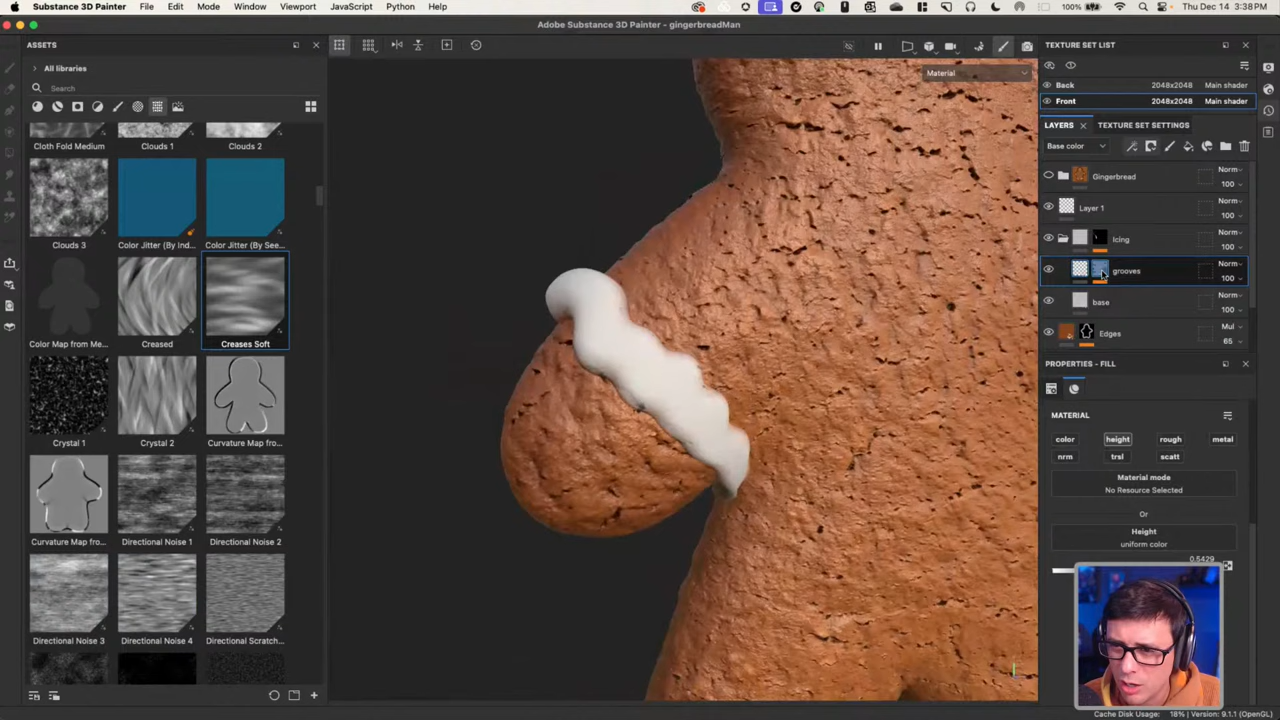 Substance 3D Painter File Edit Mode Window Viewport JavaScript Python Help 100% Thu Dec 14 3:38 PM
Adobe Substance 3D Painter - gingerbreadMan
ASSETS
All libraries
Search
Cloth Fold Medium Clouds 1 Clouds 2
Clouds 3 Color Jitter (By Ind... Color Jitter (By See...
Color Map from Me... Creased Creases Soft
Crystal 1 Crystal 2 Curvature Map fro...
Curvature Map fro... Directional Noise 1 Directional Noise 2
Directional Noise 3 Directional Noise 4 Directional Scratch...
Material
TEXTURE SET LIST
Back 2048x2048 Main shader
Front 2048x2048 Main shader
LAYERS TEXTURE SET SETTINGS
Base color
Gingerbread Norm 100
Layer 1 Norm 100
Icing Norm 100
grooves Norm 100
base Norm 100
Edges Mul 65
PROPERTIES - FILL
MATERIAL
color height rough metal
nrm trsl scatt
Material mode
No Resource Selected
Or
Height
uniform color
0.5429
Cache Disk Usage: 18% | Version: 9.1.1 (OpenGL)